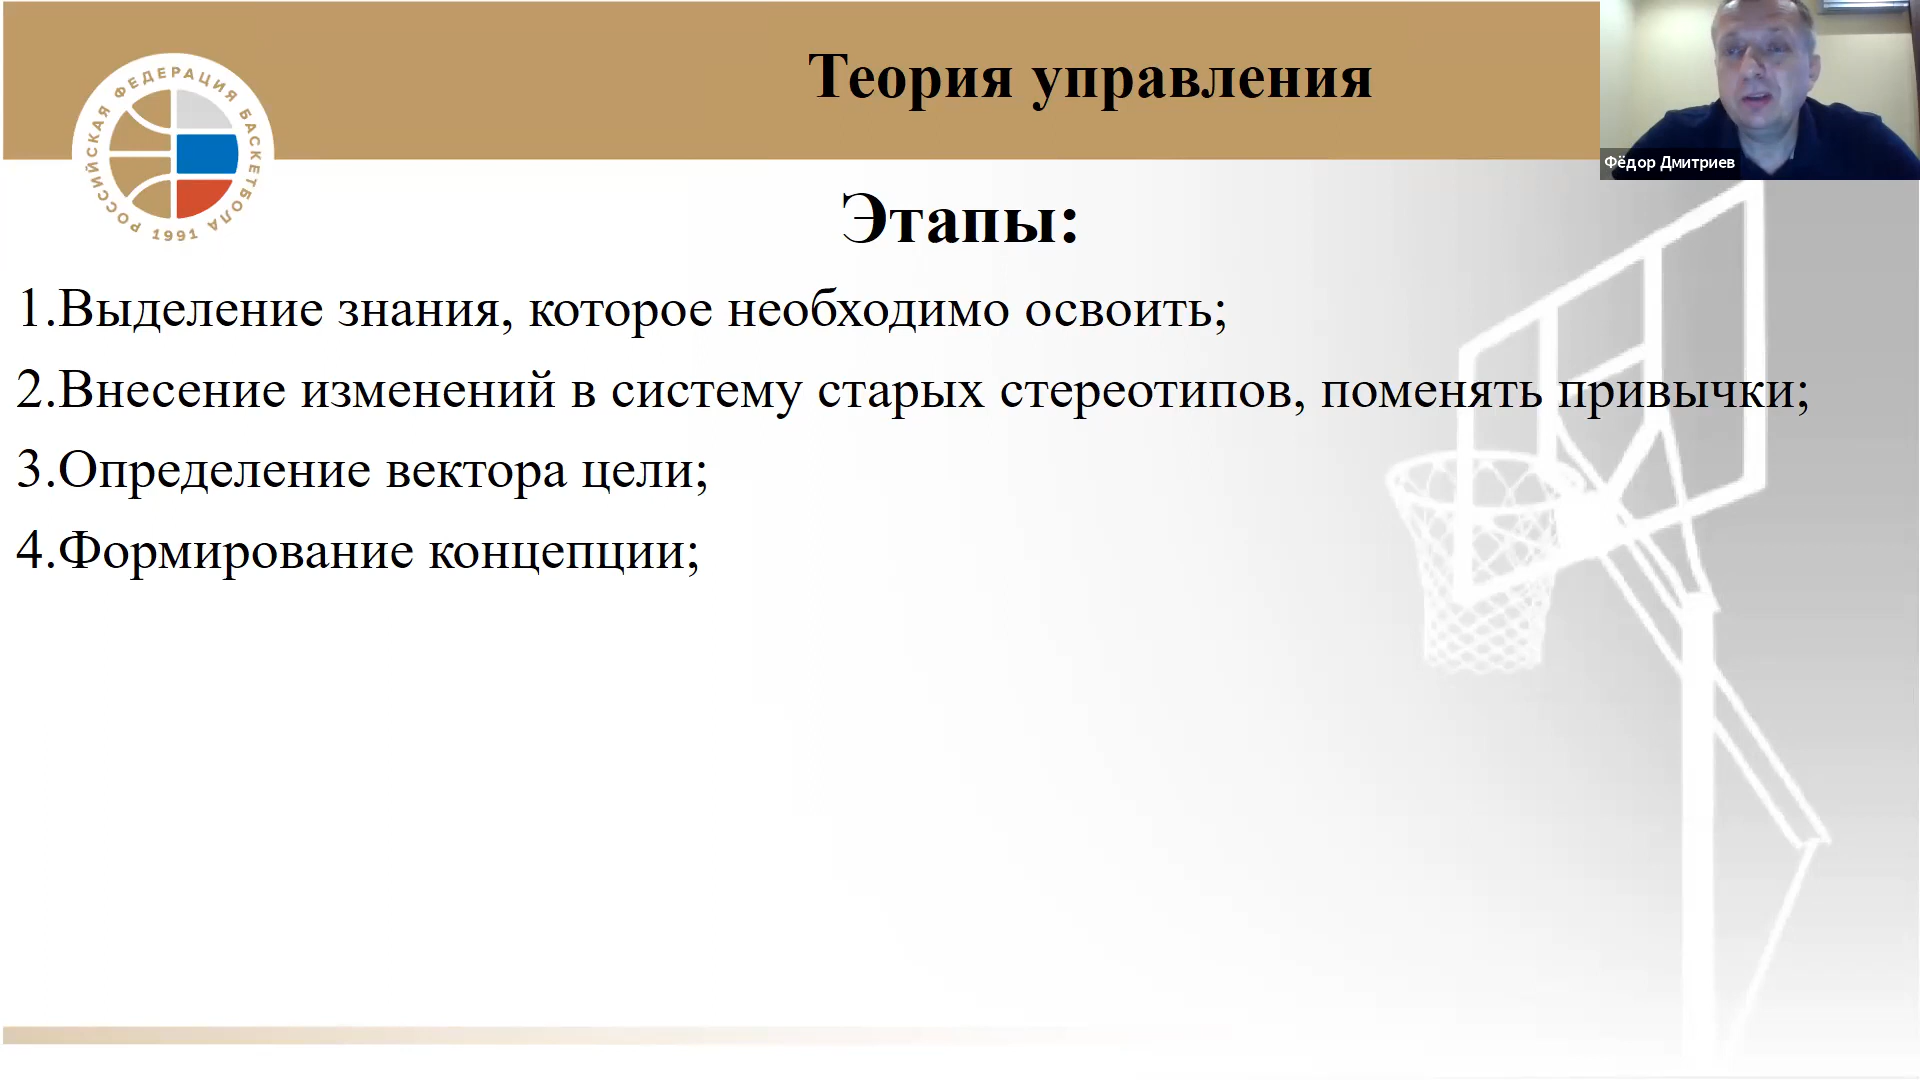 Теория управления
РОССИЙСКАЯ ФЕДЕРАЦИЯ БАСКЕТБОЛА
1991
Фёдор Дмитриев
Этапы:
1.Выделение знания, которое необходимо освоить;
2.Внесение изменений в систему старых стереотипов, поменять привычки;
3.Определение вектора цели;
4.Формирование концепции;